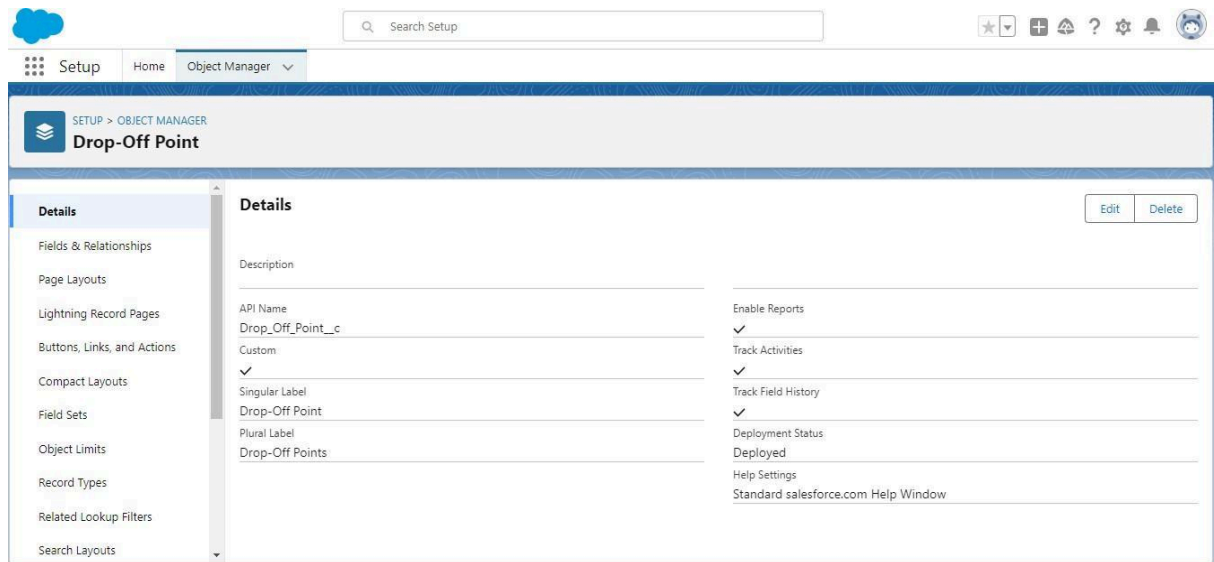 Search Setup
Setup
Home
Object Manager
SETUP > OBJECT MANAGER
Drop-Off Point
Details
Fields & Relationships
Page Layouts
Lightning Record Pages
Buttons, Links, and Actions
Compact Layouts
Field Sets
Object Limits
Record Types
Related Lookup Filters
Search Layouts
Details
Edit
Delete
Description
API Name
Drop_Off_Point__c
Custom
Singular Label
Drop-Off Point
Plural Label
Drop-Off Points
Enable Reports
Track Activities
Track Field History
Deployment Status
Deployed
Help Settings
Standard salesforce.com Help Window